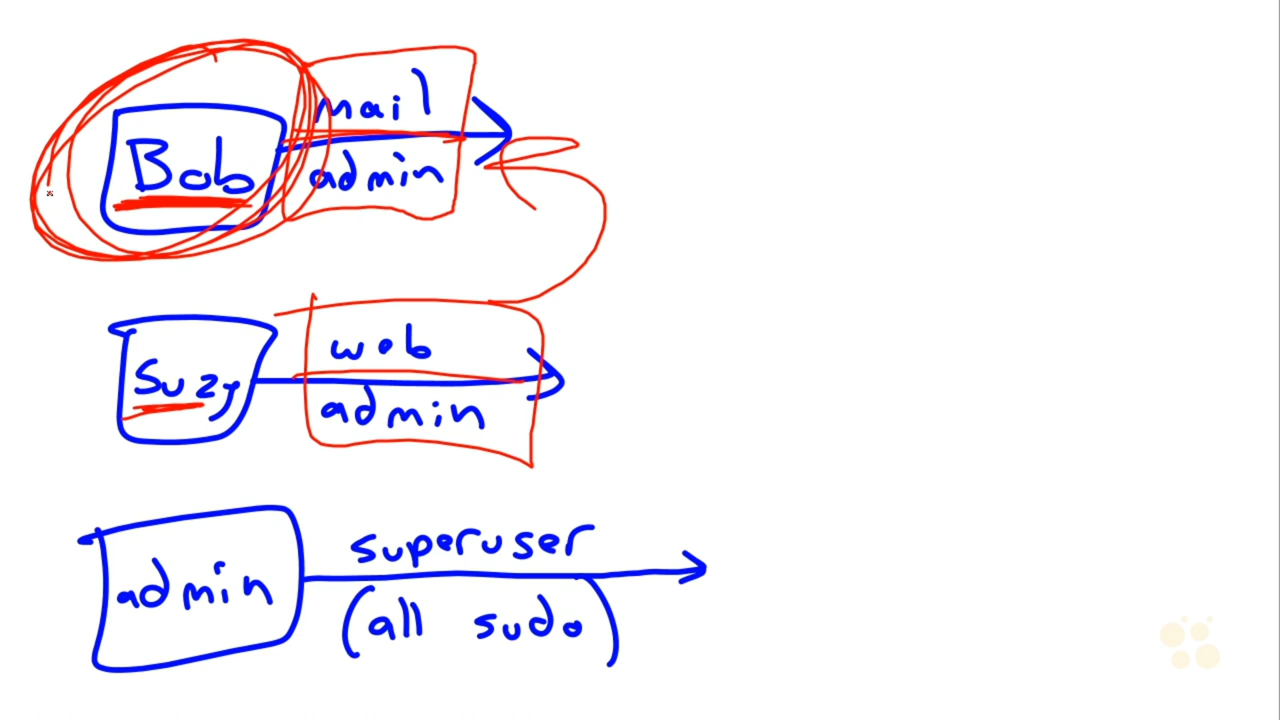 Bob
mail
admin
Suzy
web
admin
admin
superuser
(all sudo)